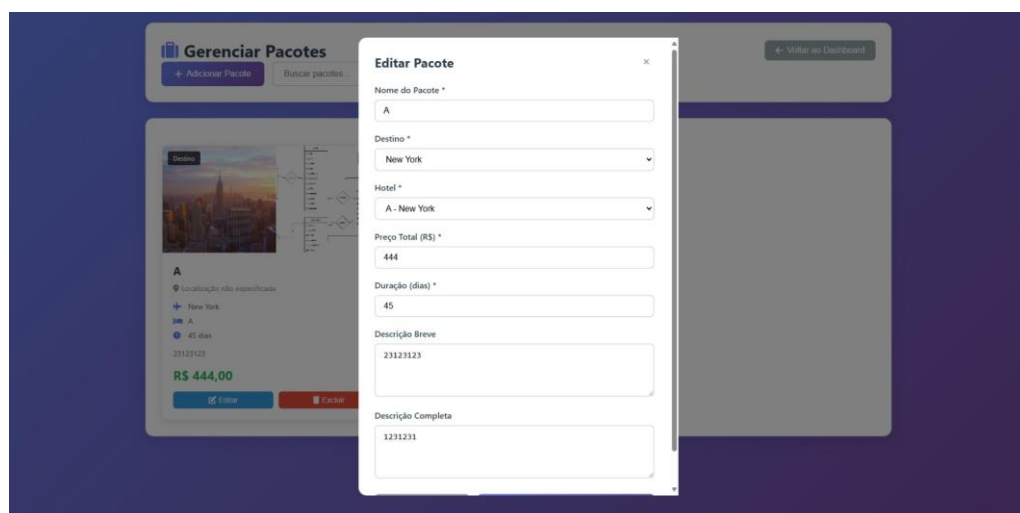 Gerenciar Pacotes
← Voltar ao Dashboard
+ Adicionar Pacote
Buscar pacotes...
Destino
A
Localização não especificada
New York
A
45 dias
23123123
R$ 444,00
Editar
Excluir
Editar Pacote
×
Nome do Pacote *
A
Destino *
New York
Hotel *
A - New York
Preço Total (R$) *
444
Duração (dias) *
45
Descrição Breve
23123123
Descrição Completa
1231231